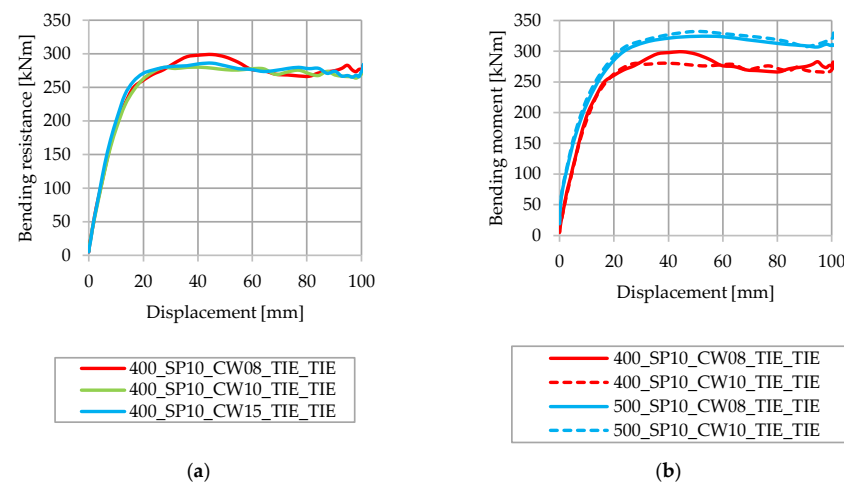 Bending resistance [kNm]
350
300
250
200
150
100
50
0
0 20 40 60 80 100
Displacement [mm]
400_SP10_CW08_TIE_TIE
400_SP10_CW10_TIE_TIE
400_SP10_CW15_TIE_TIE
(a)
Bending moment [kNm]
350
300
250
200
150
100
50
0
0 20 40 60 80 100
Displacement [mm]
400_SP10_CW08_TIE_TIE
400_SP10_CW10_TIE_TIE
500_SP10_CW08_TIE_TIE
500_SP10_CW10_TIE_TIE
(b)